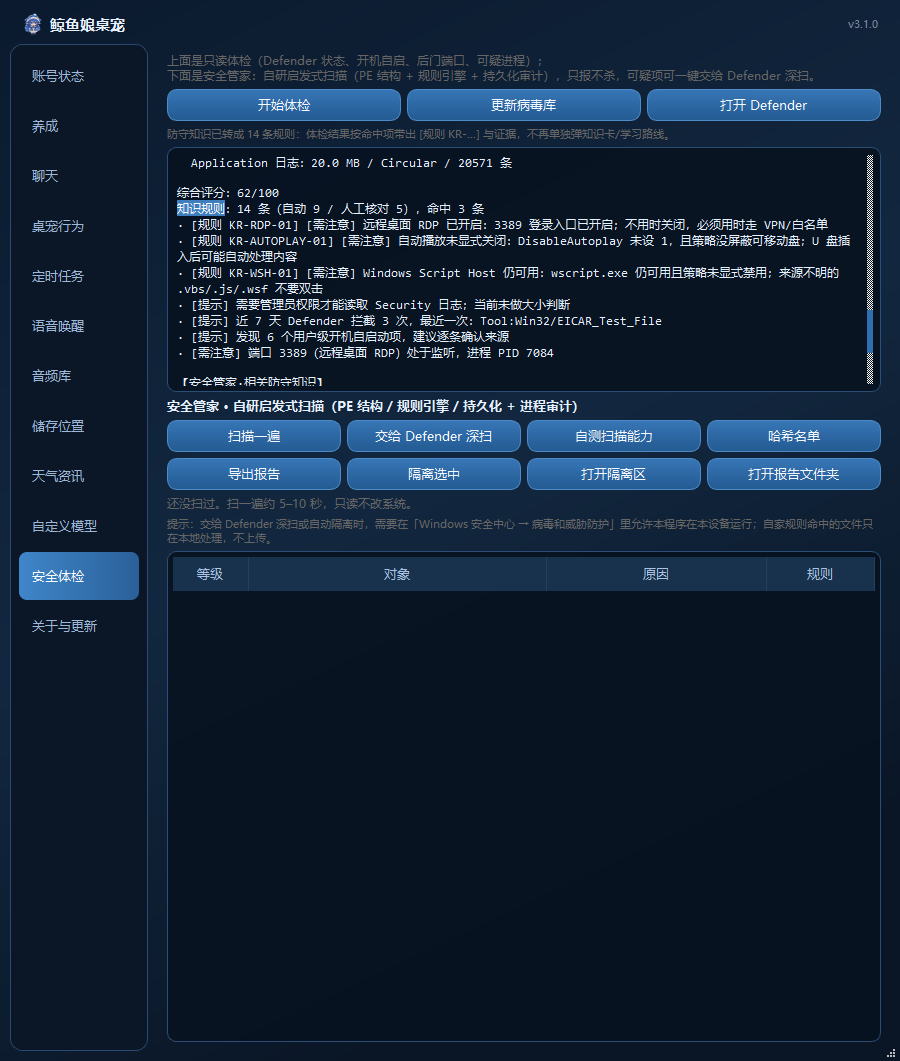 鲸鱼娘桌宠
v3.1.0
账号状态
养成
聊天
桌宠行为
定时任务
语音唤醒
音频库
储存位置
天气资讯
自定义模型
安全体检
关于与更新
上面是只读体检（Defender 状态、开机自启、后门端口、可疑进程）；
下面是安全管家：自研启发式扫描（PE 结构 + 规则引擎 + 持久化审计），只报不杀，可疑项可一键交给 Defender 深扫。
开始体检
更新病毒库
打开 Defender
防守知识已转成 14 条规则：体检结果按命中项带出 [规则 KR-...] 与证据，不再单独弹知识卡/学习路线。
Application 日志：20.0 MB / Circular / 20571 条
综合评分：62/100
知识规则：14 条（自动 9 / 人工核对 5），命中 3 条
· [规则 KR-RDP-01] [需注意] 远程桌面 RDP 已开启：3389 登录入口已开启；不用时关闭，必须用时走 VPN/白名单
· [规则 KR-AUTOPLAY-01] [需注意] 自动播放未显式关闭：DisableAutoplay 未设 1，且策略没屏蔽可移动盘；U 盘插
入后可能自动处理内容
· [规则 KR-WSH-01] [需注意] Windows Script Host 仍可用：wscript.exe 仍可用且策略未显式禁用；来源不明的
.vbs/.js/.wsf 不要双击
· [提示] 需要管理员权限才能读取 Security 日志；当前未做大小判断
· [提示] 近 7 天 Defender 拦截 3 次，最近一次：Tool:Win32/EICAR_Test_File
· [提示] 发现 6 个用户级开机自启动项，建议逐条确认来源
· [需注意] 端口 3389（远程桌面 RDP）处于监听，进程 PID 7084
【安全管家·相关防守知识】
安全管家 • 自研启发式扫描（PE 结构 / 规则引擎 / 持久化 + 进程审计）
扫描一遍
交给 Defender 深扫
自测扫描能力
哈希名单
导出报告
隔离选中
打开隔离区
打开报告文件夹
还没扫过。扫一遍约 5–10 秒，只读不改系统。
提示：交给 Defender 深扫或自动隔离时，需要在「Windows 安全中心 → 病毒和威胁防护」里允许本程序在本设备运行；自家规则命中的文件只
在本地处理，不上传。
等级
对象
原因
规则